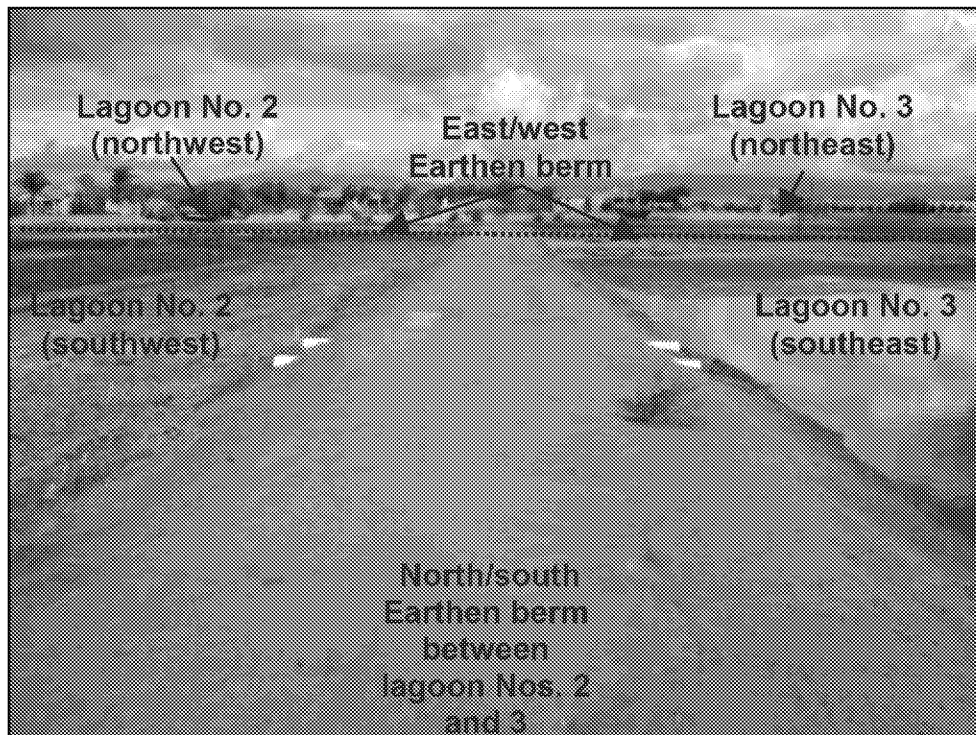 Lagoon No. 2
(northwest)
East/west
Earthen berm
Lagoon No. 3
(northeast)
Lagoon No. 2
(southwest)
Lagoon No. 3
(southeast)
North/south
Earthen berm
between
lagoon Nos. 2
and 3